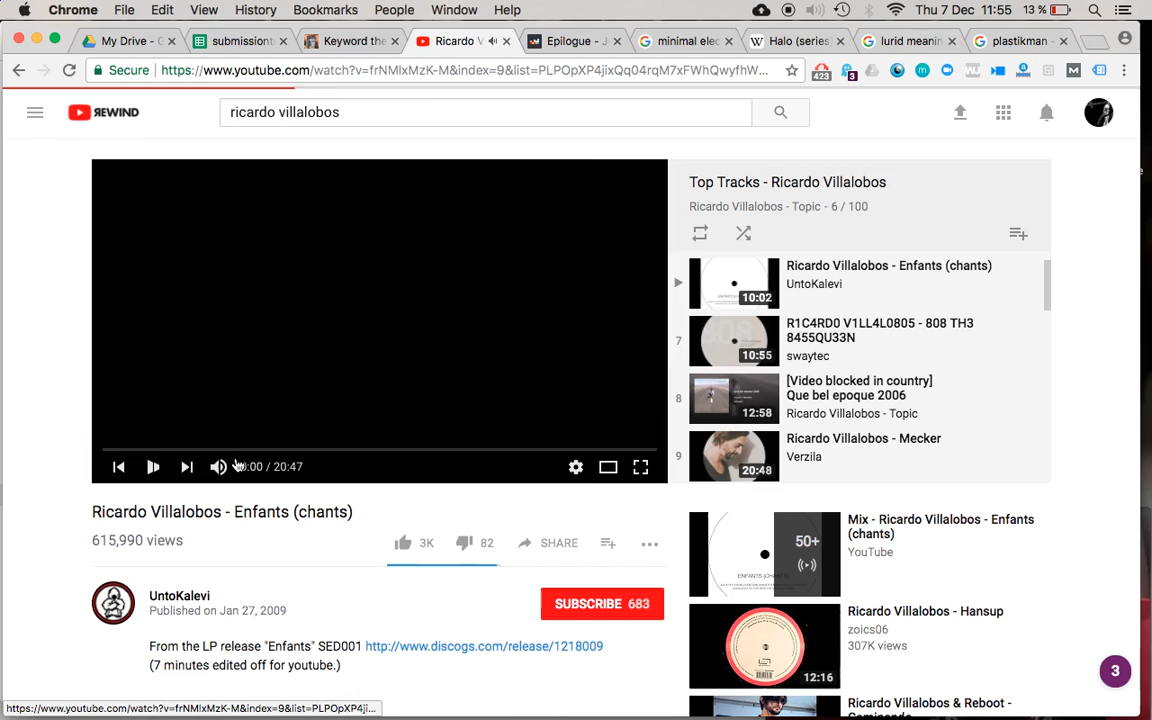 Chrome File Edit View History Bookmarks People Window Help Thu 7 Dec 11:55 13 %
My Drive - G submission Keyword the Ricardo V Epilogue - J minimal elec Halo (series) lurid meanin plastikman -
Secure https://www.youtube.com/watch?v=frNMlxMzK-M&index=9&list=PLPOpXP4jixQq04rqM7xFWhQwyfhW... 423 3
REWIND ricardo villalobos
Top Tracks - Ricardo Villalobos
Ricardo Villalobos - Topic - 6 / 100
Ricardo Villalobos - Enfants (chants)
UntoKalevi
10:02
7
R1C4RD0 V1LL4L0805 - 808 TH3
8455QU33N
swaytec
10:55
8
[Video blocked in country]
Que bel epoque 2006
Ricardo Villalobos - Topic
12:58
9
Ricardo Villalobos - Mecker
Verzila
20:48
:00 / 20:47
Ricardo Villalobos - Enfants (chants)
615,990 views
3K 82 SHARE
UntoKalevi
Published on Jan 27, 2009
SUBSCRIBE 683
From the LP release "Enfants" SED001 http://www.discogs.com/release/1218009
(7 minutes edited off for youtube.)
50+
ENFANTS (CHANTS)
Mix - Ricardo Villalobos - Enfants
(chants)
YouTube
Ricardo Villalobos - Hansup
zoics06
307K views
12:16
3
Ricardo Villalobos & Reboot -
https://www.youtube.com/watch?v=frNMlxMzK-M&index=9&list=PLPOpXP4ji...